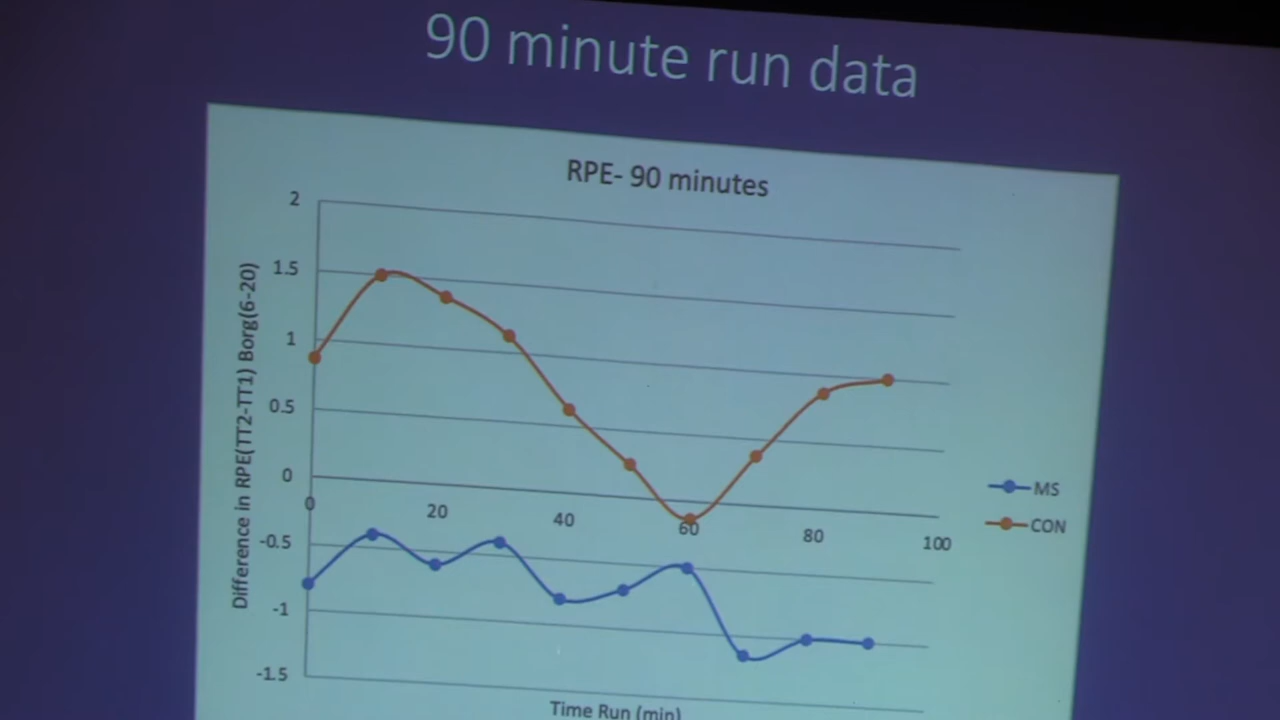 90 minute run data
RPE- 90 minutes
Difference in RPE(TT2-TT1) Borg(6-20)
2
1.5
1
0.5
0
-0.5
-1
-1.5
0
20
40
60
80
100
Time Run (min)
MS
CON